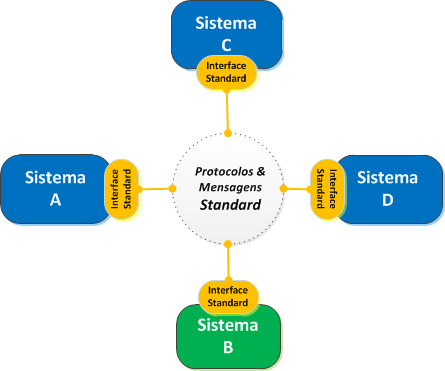 Sistema
C
Interface
Standard
Sistema
A
Interface
Standard
Protocolos &
Mensagens
Standard
Interface
Standard
Sistema
D
Interface
Standard
Sistema
B